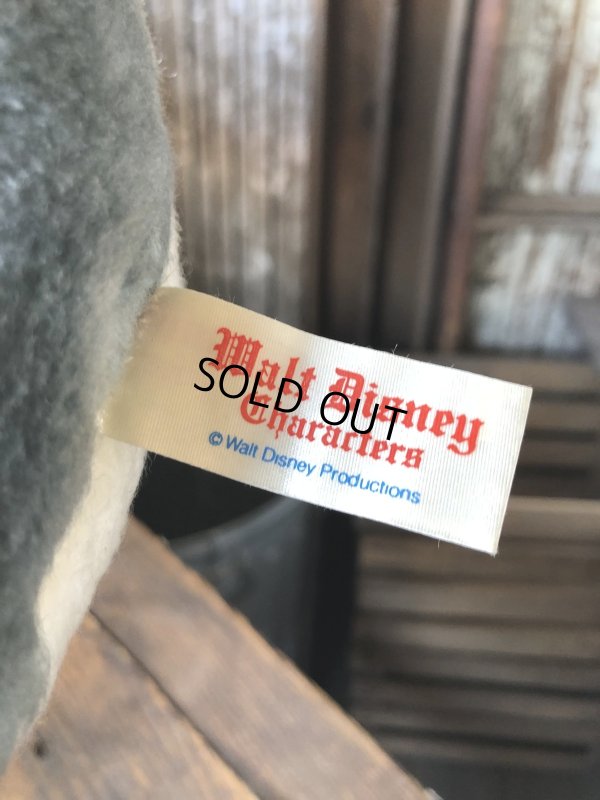 Walt Disney
Characters
SOLD OUT
© Walt Disney Productions